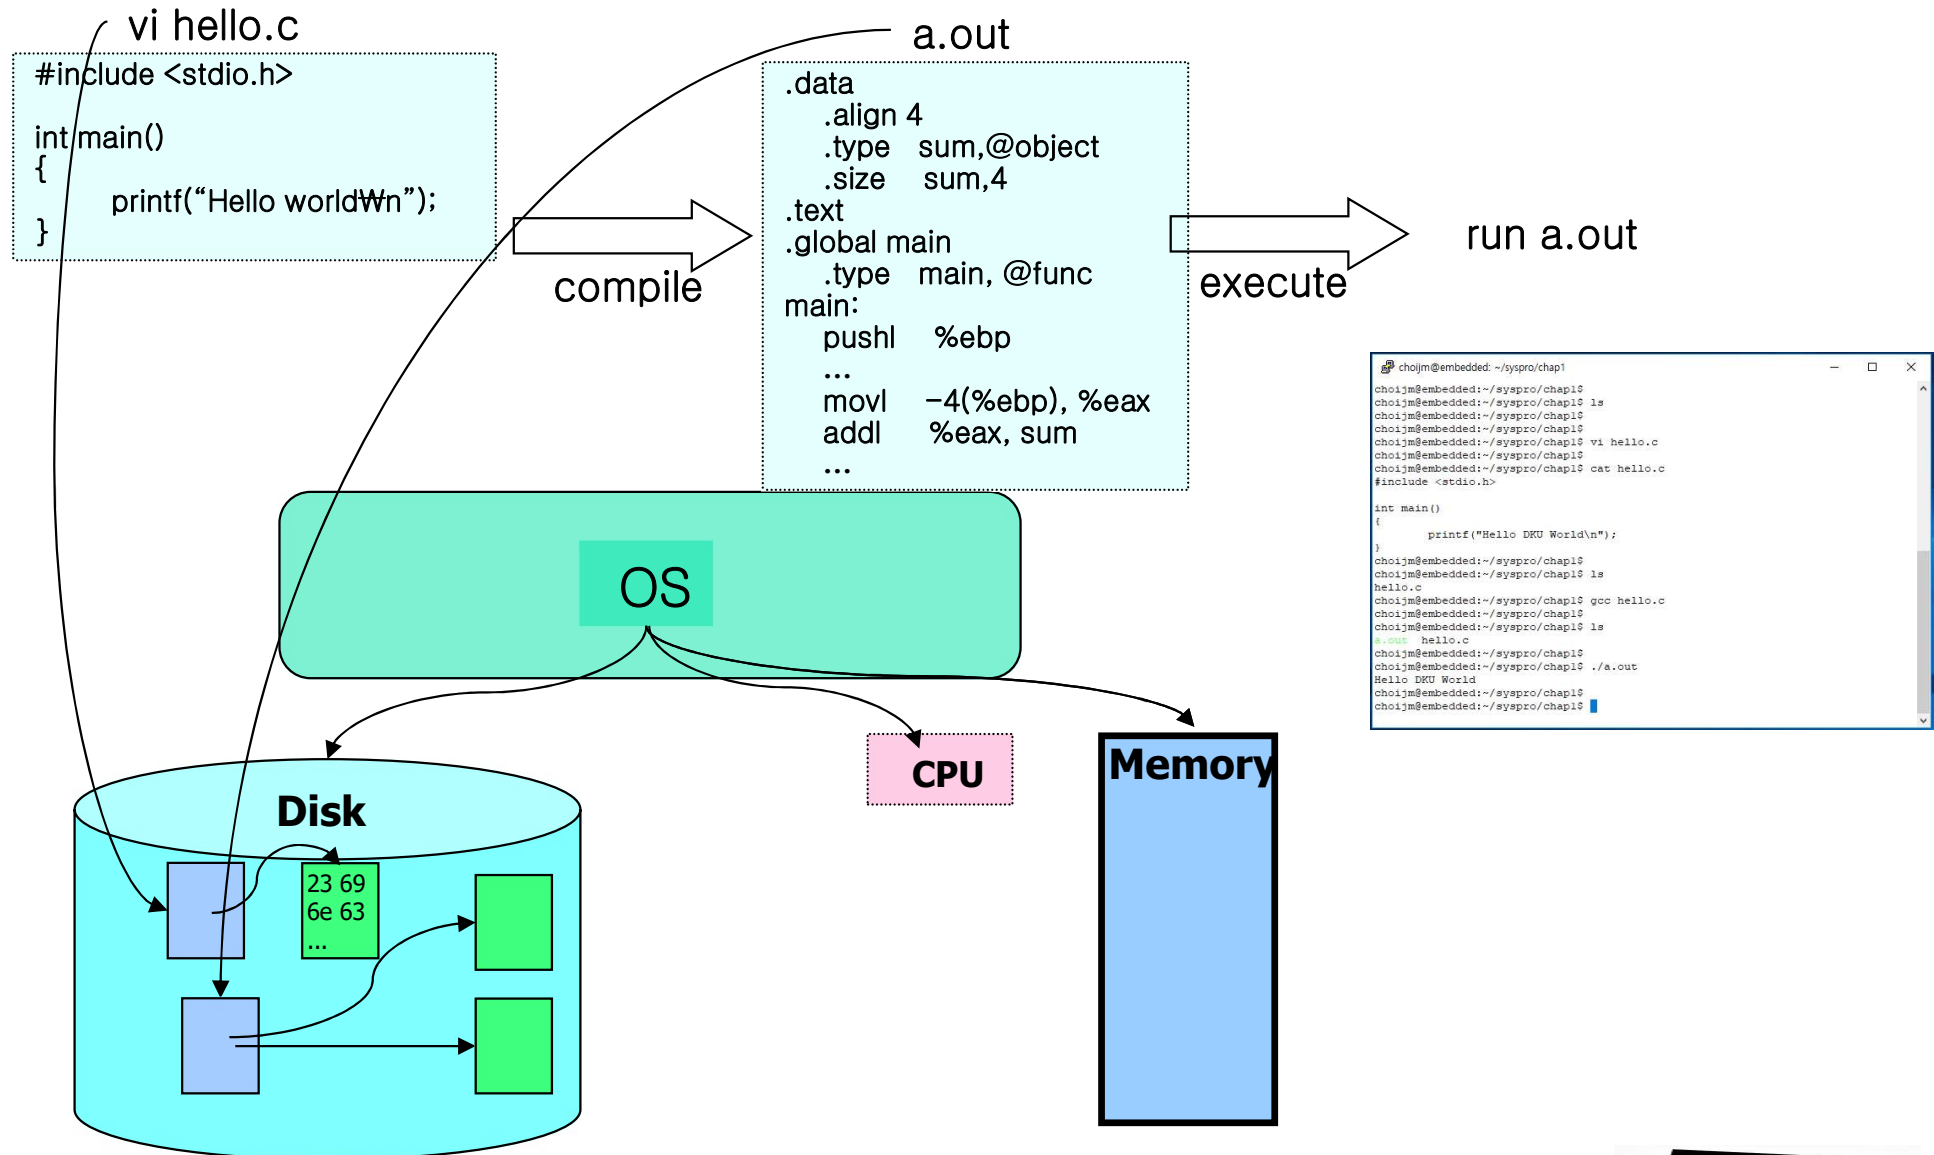 vi hello.c
#include <stdio.h>
int main()
{
printf(“Hello world₩n”);
}
compile
a.out
.data
.align 4
.type sum,@object
.size sum,4
.text
.global main
.type main, @func
main:
pushl %ebp
...
movl -4(%ebp), %eax
addl %eax, sum
...
execute
run a.out
choijm@embedded: ~/syspro/chap1
choijm@embedded:~/syspro/chap1$
choijm@embedded:~/syspro/chap1$ ls
choijm@embedded:~/syspro/chap1$
choijm@embedded:~/syspro/chap1$
choijm@embedded:~/syspro/chap1$ vi hello.c
choijm@embedded:~/syspro/chap1$
choijm@embedded:~/syspro/chap1$ cat hello.c
#include <stdio.h>
int main()
{
printf("Hello DKU World\n");
}
choijm@embedded:~/syspro/chap1$
choijm@embedded:~/syspro/chap1$ ls
hello.c
choijm@embedded:~/syspro/chap1$ gcc hello.c
choijm@embedded:~/syspro/chap1$
choijm@embedded:~/syspro/chap1$ ls
a.out hello.c
choijm@embedded:~/syspro/chap1$
choijm@embedded:~/syspro/chap1$ ./a.out
Hello DKU World
choijm@embedded:~/syspro/chap1$
choijm@embedded:~/syspro/chap1$
OS
Disk
23 69
6e 63
...
CPU
Memory